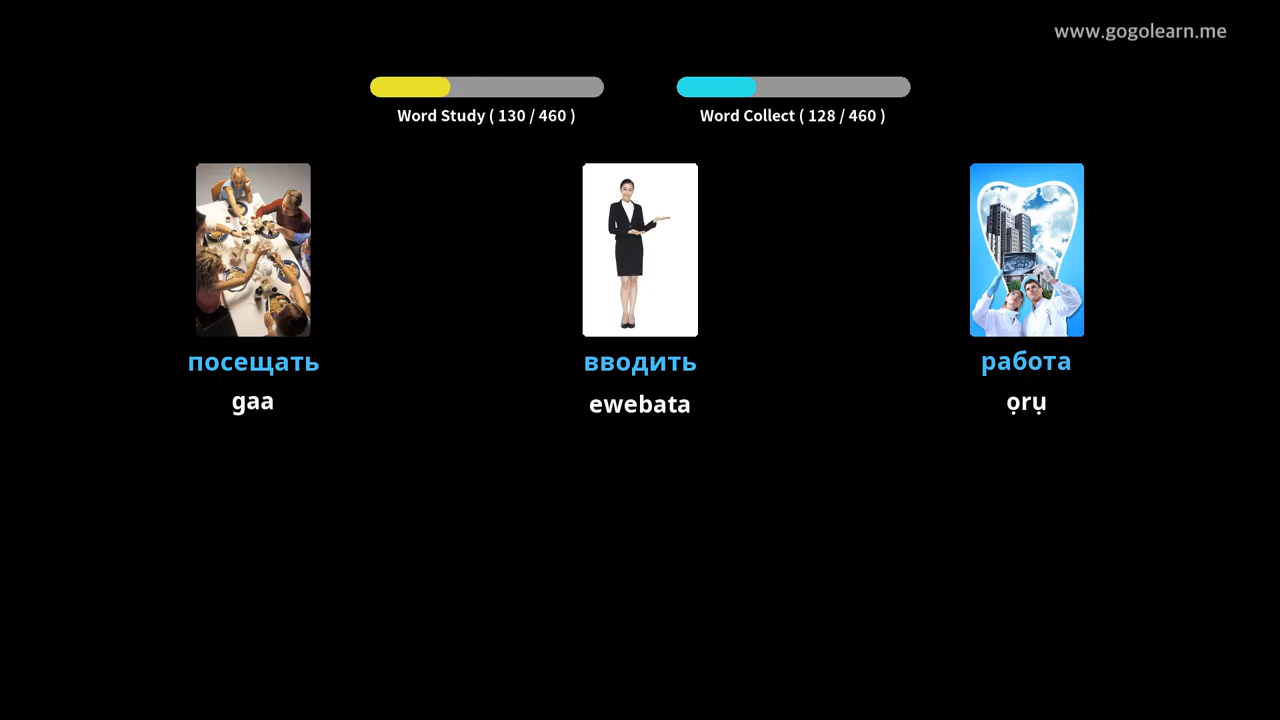 www.gogolearn.me
Word Study ( 130 / 460 )
Word Collect ( 128 / 460 )
посещать
вводить
работа
gaa
ewebata
ọrụ